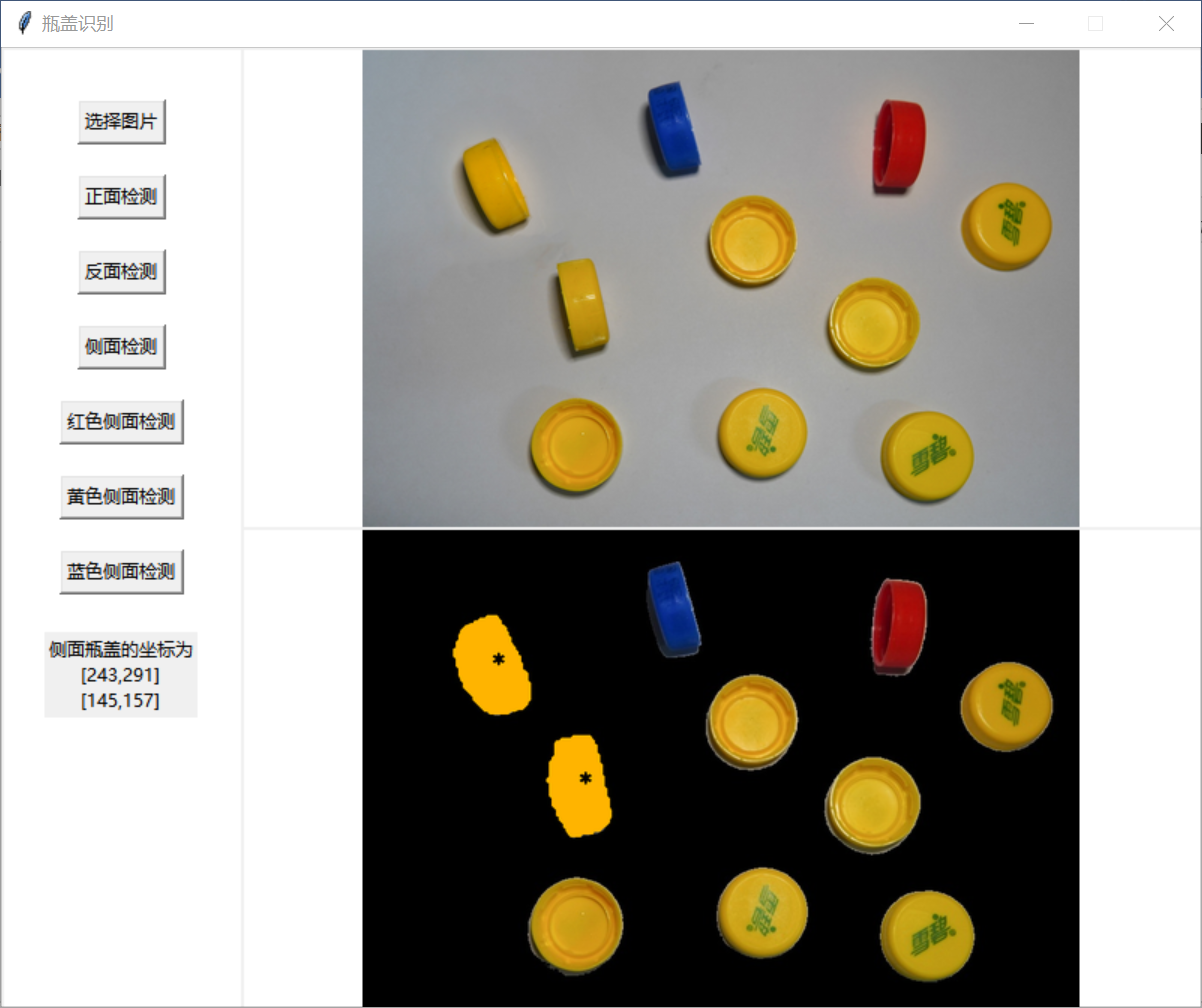 瓶盖识别
选择图片
正面检测
反面检测
侧面检测
红色侧面检测
黄色侧面检测
蓝色侧面检测
侧面瓶盖的坐标为
[243,291]
[145,157]